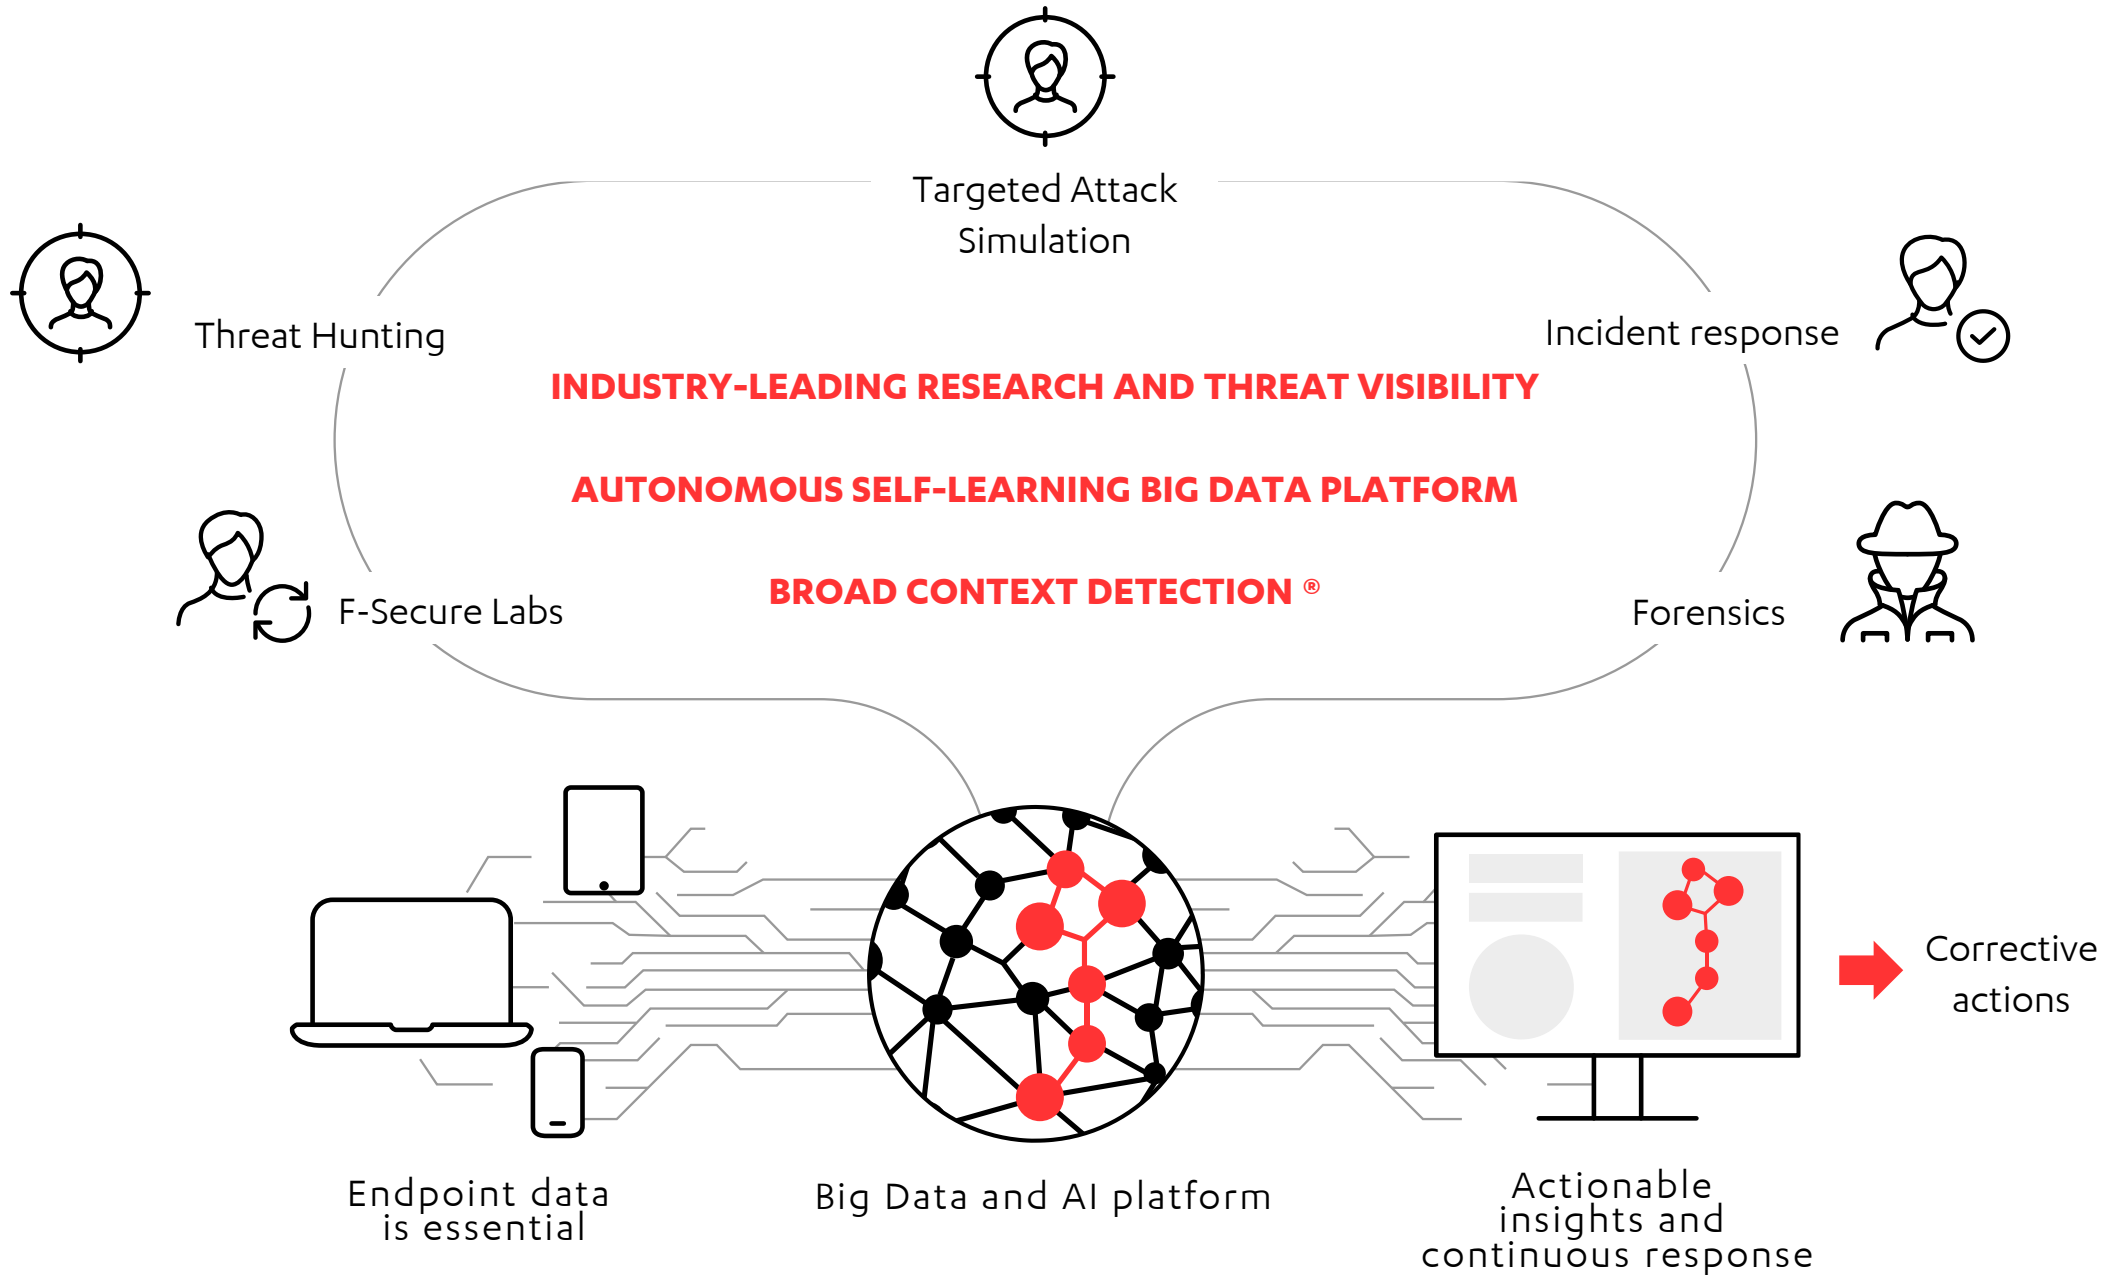 Targeted Attack
Simulation
Threat Hunting
Incident response
INDUSTRY-LEADING RESEARCH AND THREAT VISIBILITY
AUTONOMOUS SELF-LEARNING BIG DATA PLATFORM
BROAD CONTEXT DETECTION ®
F-Secure Labs
Forensics
Corrective
actions
Endpoint data
is essential
Big Data and AI platform
Actionable
insights and
continuous response